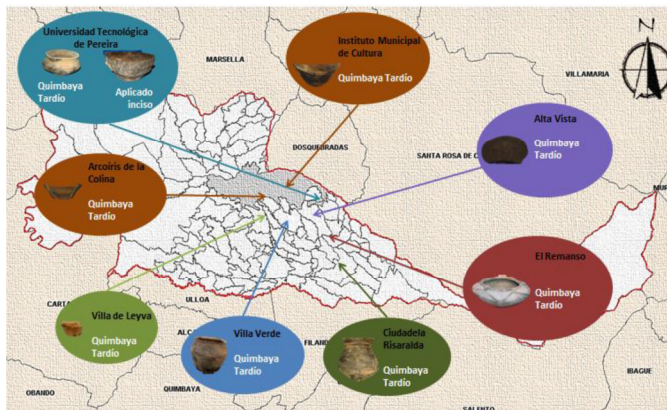 Universidad Tecnológica
de Pereira
Quimbaya
Tardío
Aplicado
inciso
Instituto Municipal
de Cultura
Quimbaya
Tardío
N
MARSELLA
VILLAMARIA
DOSQUEBRADAS
SANTA ROSA DE C
Alta Vista
Quimbaya
Tardío
Arcoíris de la
Colina
Quimbaya
Tardío
MUR
El Remanso
Quimbaya
Tardío
CARTA
ULLOA
Villa de Leyva
Quimbaya
Tardío
ALC
Villa Verde
Quimbaya
Tardío
FILAND
Ciudadela
Risaralda
Quimbaya
Tardío
IBAGUE
OBANDO
QUIMBAYA
SALENTO